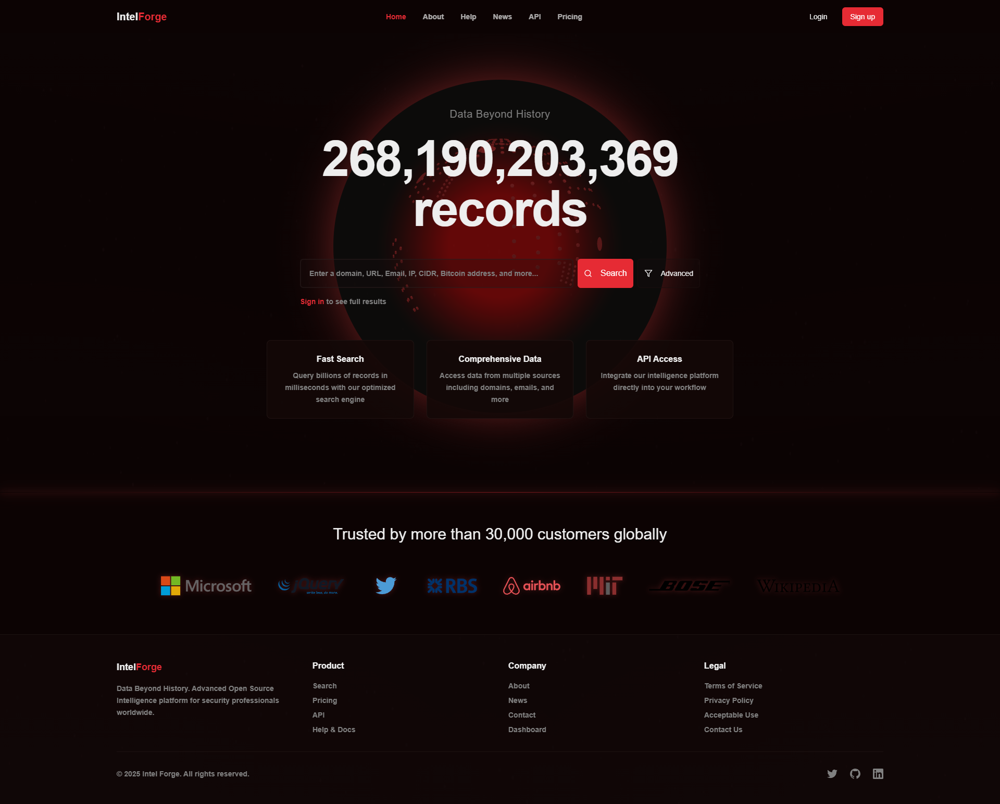 IntelForge
Home About Help News API Pricing
Login Sign up
Data Beyond History
268,190,203,369
records
Enter a domain, URL, Email, IP, CIDR, Bitcoin address, and more...
Search
Advanced
Sign in to see full results
Fast Search
Query billions of records in
milliseconds with our optimized
search engine
Comprehensive Data
Access data from multiple sources
including domains, emails, and
more
API Access
Integrate our intelligence platform
directly into your workflow
Trusted by more than 30,000 customers globally
Microsoft
jQuery
write less, do more.
RBS
airbnb
MIT
BOSE
WIKIPEDIA
IntelForge
Data Beyond History. Advanced Open Source
Intelligence platform for security professionals
worldwide.
Product
Search
Pricing
API
Help & Docs
Company
About
News
Contact
Dashboard
Legal
Terms of Service
Privacy Policy
Acceptable Use
Contact Us
© 2025 Intel Forge. All rights reserved.